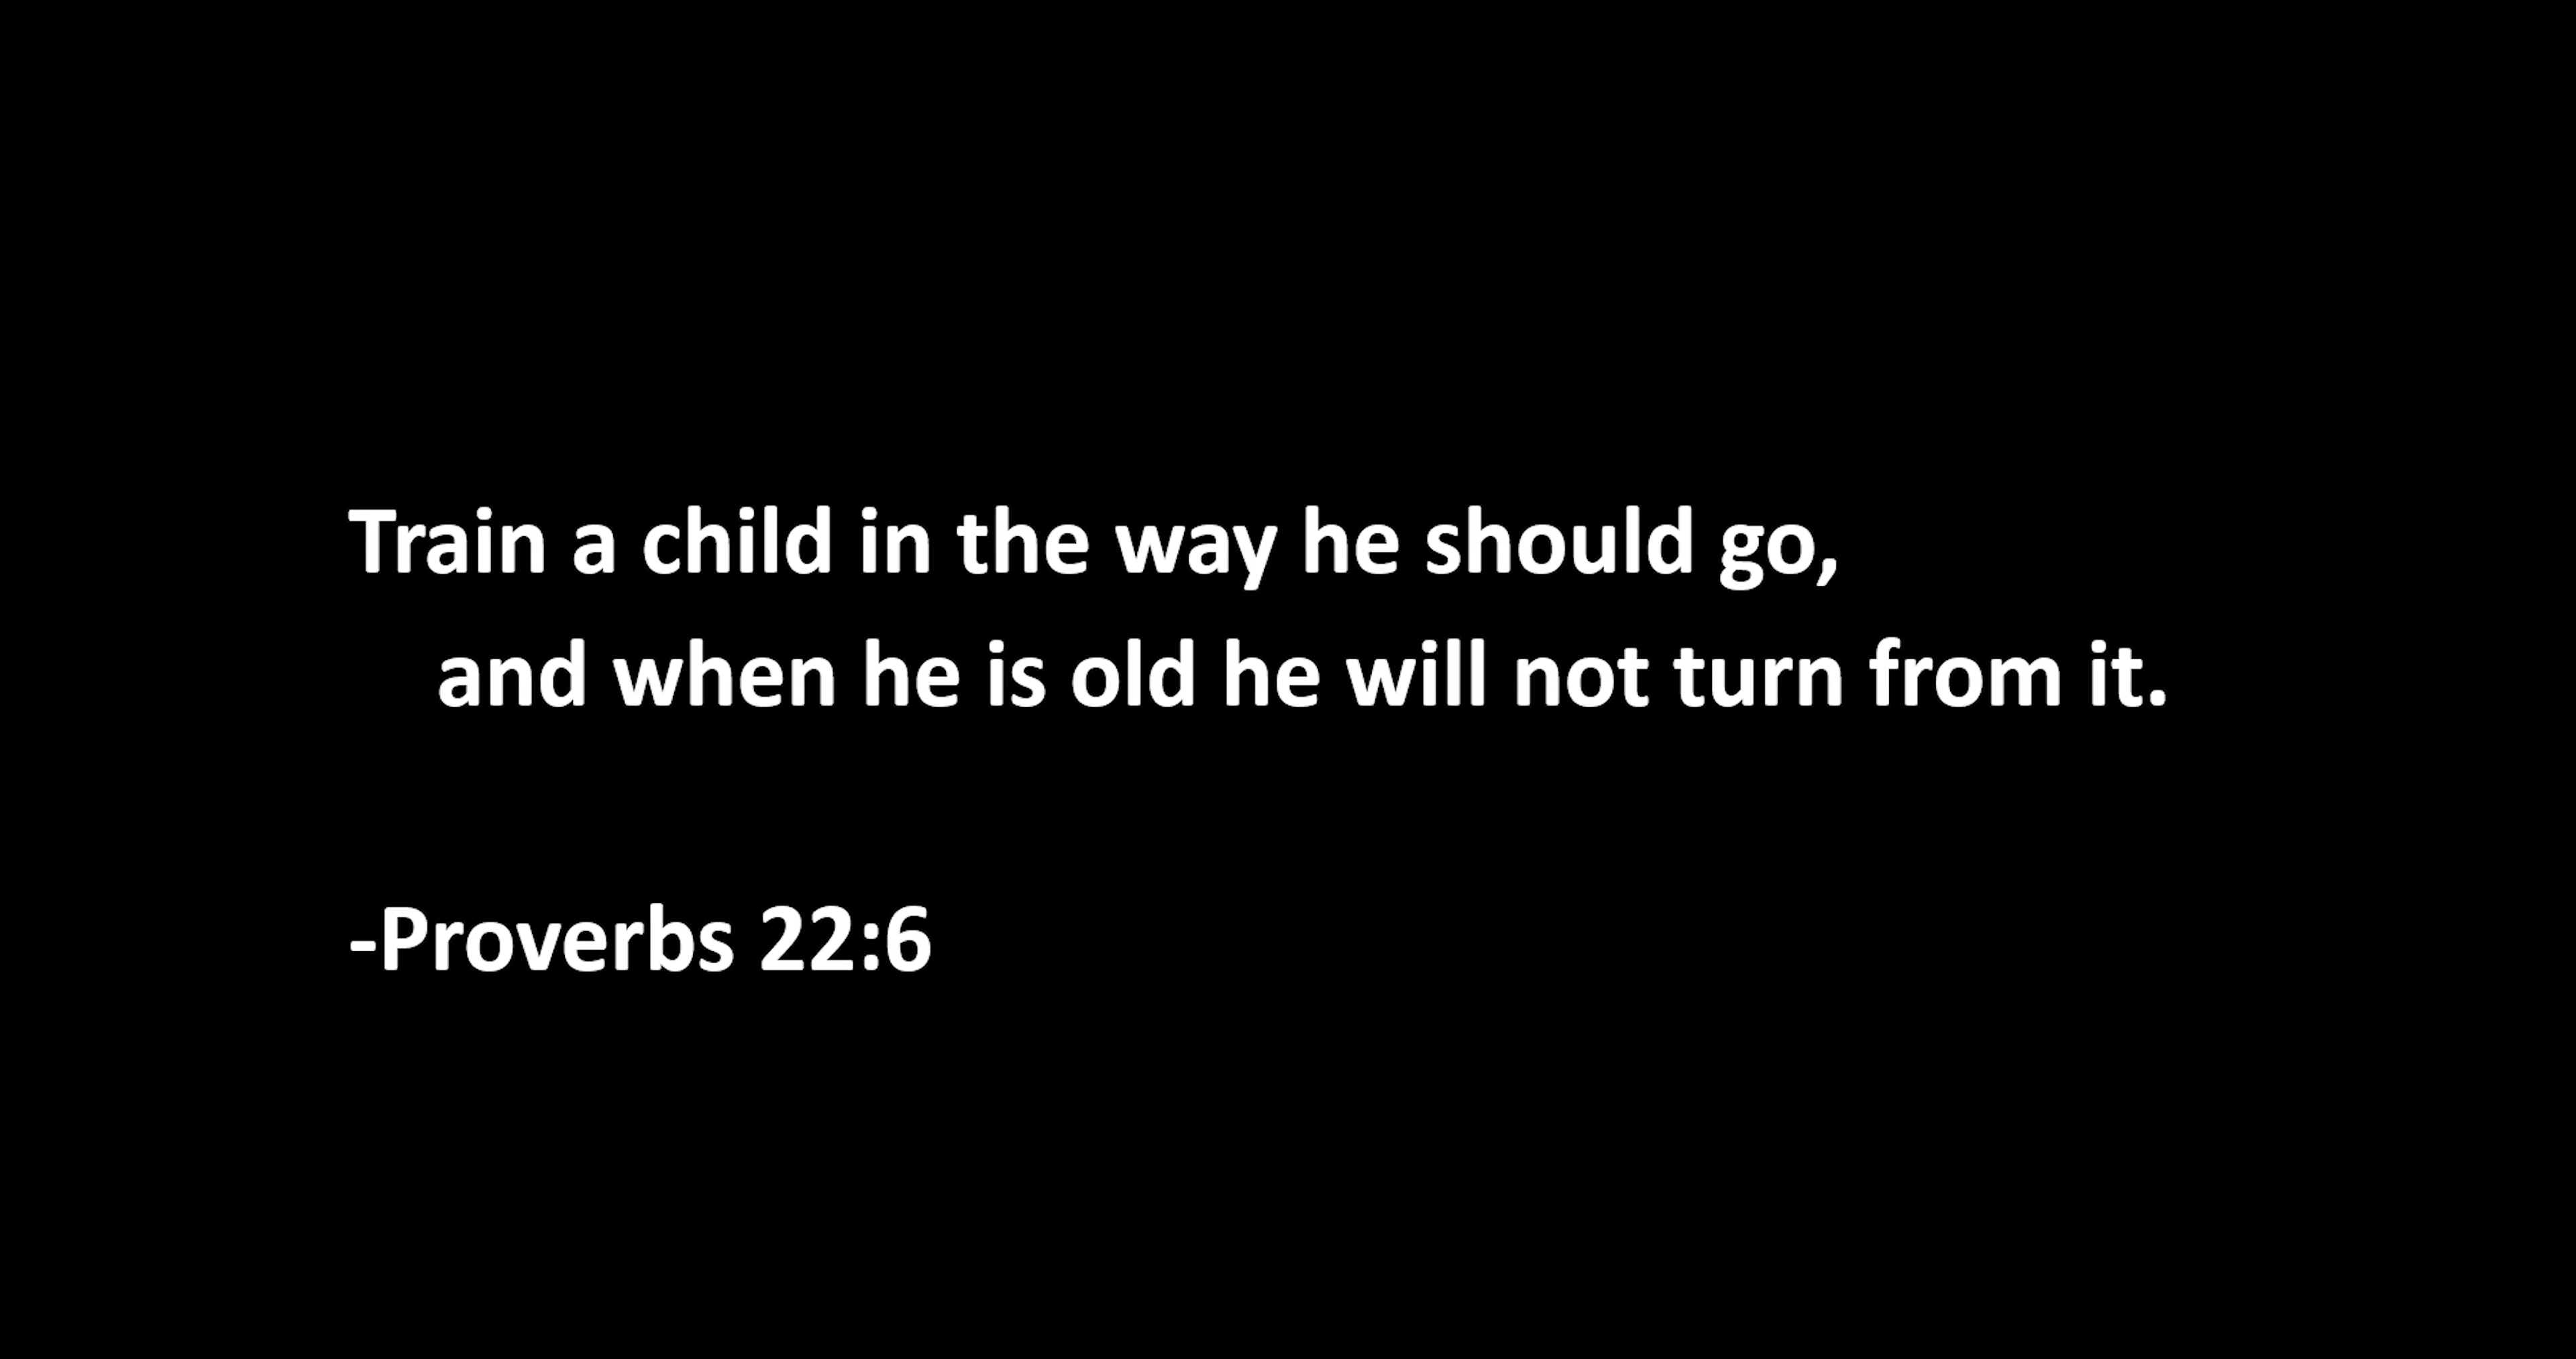 Train a child in the way he should go,
and when he is old he will not turn from it.
-Proverbs 22:6